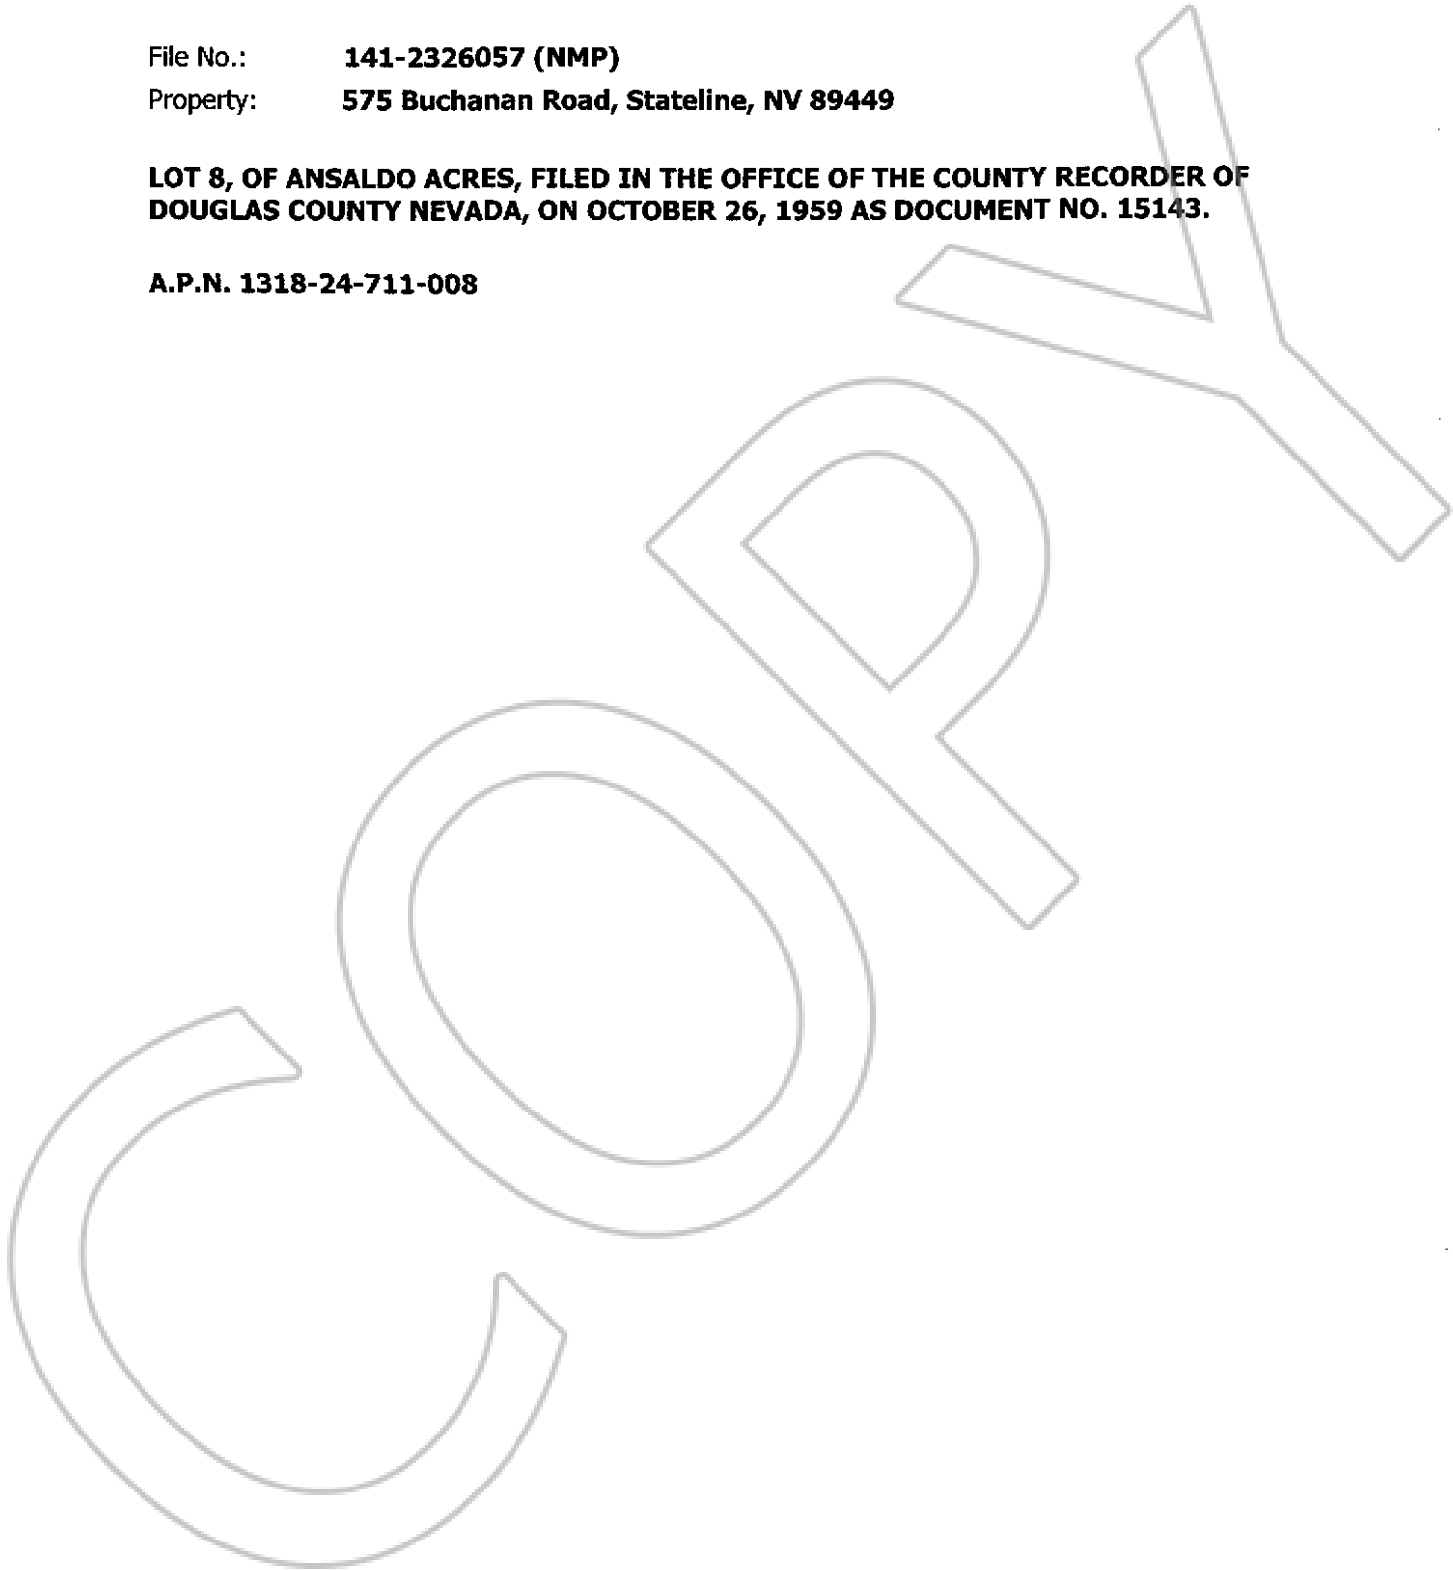 File No.: 141-2326057 (NMP)
Property: 575 Buchanan Road, Stateline, NV 89449
LOT 8, OF ANSALDO ACRES, FILED IN THE OFFICE OF THE COUNTY RECORDER OF
DOUGLAS COUNTY NEVADA, ON OCTOBER 26, 1959 AS DOCUMENT NO. 15143.
A.P.N. 1318-24-711-008
COPY